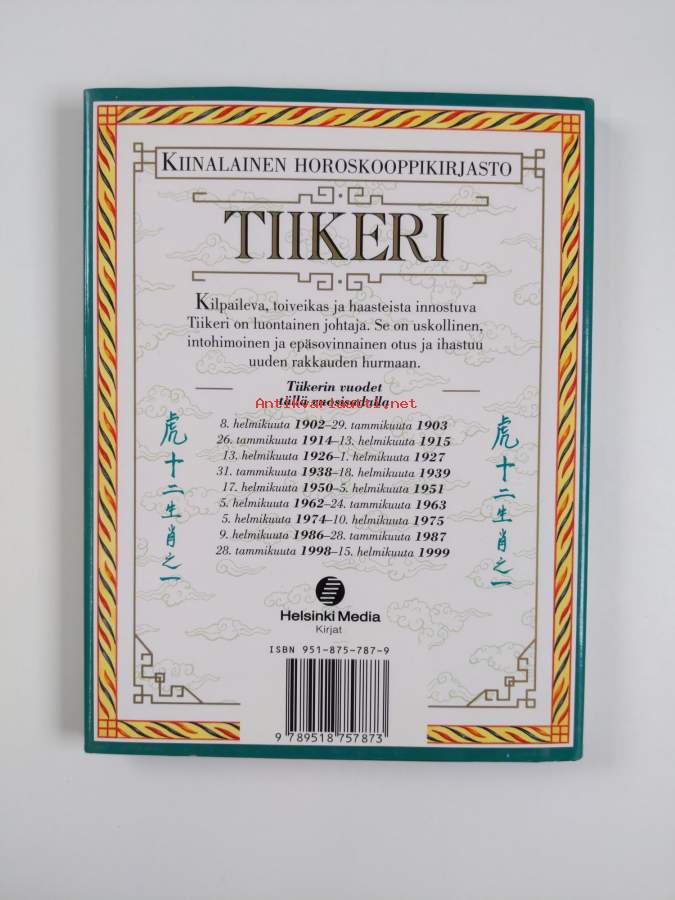 KIINALAINEN HOROSKOOPPIKIRJASTO
TIIKERI
Kilpaileva, toiveikas ja haasteista innostuva
Tiikeri on luontainen johtaja. Se on uskollinen,
intohimoinen ja epäsovinnainen otus ja ihastuu
uuden rakkauden hurmaan.
Tiikerin vuodet
tällä vuosisadalla
Antikvariaatti.net
8. helmikuuta 1902–29. tammikuuta 1903
26. tammikuuta 1914–13. helmikuuta 1915
13. helmikuuta 1926–1. helmikuuta 1927
31. tammikuuta 1938–18. helmikuuta 1939
17. helmikuuta 1950–5. helmikuuta 1951
5. helmikuuta 1962–24. tammikuuta 1963
5. helmikuuta 1974–10. helmikuuta 1975
9. helmikuuta 1986–28. tammikuuta 1987
28. tammikuuta 1998–15. helmikuuta 1999
虎十二生肖之一
虎十二生肖之一
Helsinki Media
Kirjat
ISBN 951-875-787-9
9 789518 757873